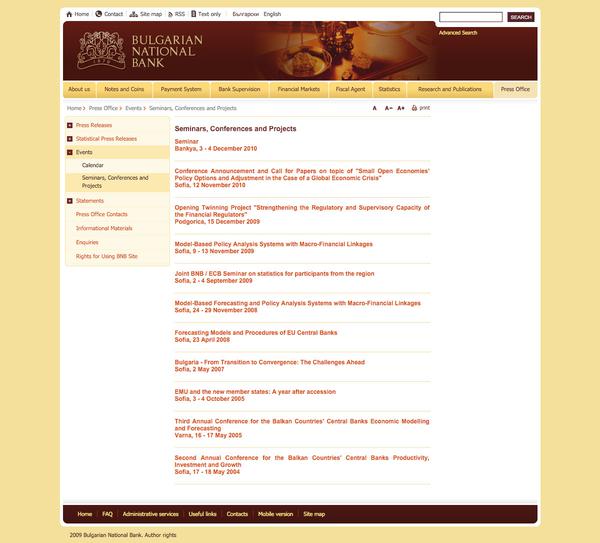 Home Contact Site map RSS Text only Български English
SEARCH
Advanced Search
BULGARIAN
NATIONAL
BANK
About us Notes and Coins Payment System Bank Supervision Financial Markets Fiscal Agent Statistics Research and Publications Press Office
Home Press Office Events Seminars, Conferences and Projects
A A− A+ print
Press Releases
Statistical Press Releases
Events
Calendar
Seminars, Conferences and
Projects
Statements
Press Office Contacts
Informational Materials
Enquiries
Rights for Using BNB Site
Seminars, Conferences and Projects
Seminar
Bankya, 3 - 4 December 2010
Conference Announcement and Call for Papers on topic of "Small Open Economies'
Policy Options and Adjustment in the Case of a Global Economic Crisis"
Sofia, 12 November 2010
Opening Twinning Project "Strengthening the Regulatory and Supervisory Capacity of
the Financial Regulators"
Podgorica, 15 December 2009
Model-Based Policy Analysis Systems with Macro-Financial Linkages
Sofia, 9 - 13 November 2009
Joint BNB / ECB Seminar on statistics for participants from the region
Sofia, 2 - 4 September 2009
Model-Based Forecasting and Policy Analysis Systems with Macro-Financial Linkages
Sofia, 24 - 29 November 2008
Forecasting Models and Procedures of EU Central Banks
Sofia, 23 April 2008
Bulgaria - From Transition to Convergence: The Challenges Ahead
Sofia, 2 May 2007
EMU and the new member states: A year after accession
Sofia, 3 - 4 October 2005
Third Annual Conference for the Balkan Countries' Central Banks Economic Modelling
and Forecasting
Varna, 16 - 17 May 2005
Second Annual Conference for the Balkan Countries' Central Banks Productivity,
Investment and Growth
Sofia, 17 - 18 May 2004
Home FAQ Administrative services Useful links Contacts Mobile version Site map
2009 Bulgarian National Bank. Author rights